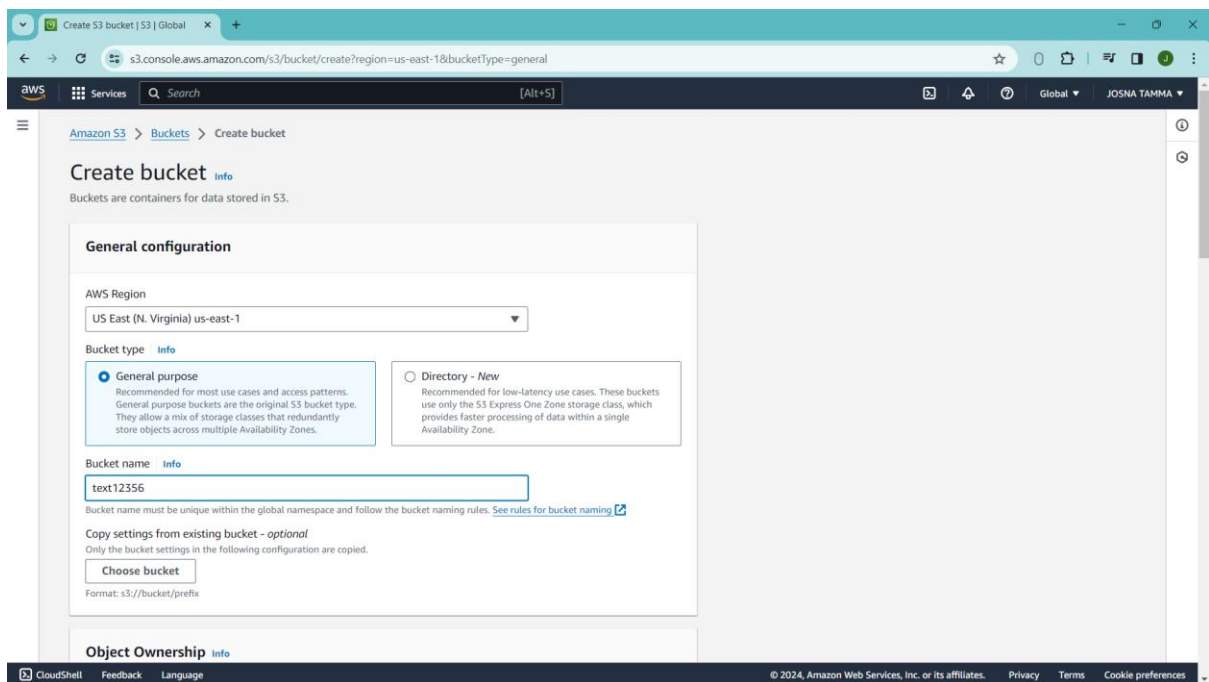 Create S3 bucket | S3 | Global
s3.console.aws.amazon.com/s3/bucket/create?region=us-east-1&bucketType=general
aws Services Search [Alt+S] Global JOSNA TAMMA
Amazon S3 > Buckets > Create bucket
Create bucket Info
Buckets are containers for data stored in S3.
General configuration
AWS Region
US East (N. Virginia) us-east-1
Bucket type Info
General purpose
Recommended for most use cases and access patterns.
General purpose buckets are the original S3 bucket type.
They allow a mix of storage classes that redundantly
store objects across multiple Availability Zones.
Directory - New
Recommended for low-latency use cases. These buckets
use only the S3 Express One Zone storage class, which
provides faster processing of data within a single
Availability Zone.
Bucket name Info
text12356
Bucket name must be unique within the global namespace and follow the bucket naming rules. See rules for bucket naming
Copy settings from existing bucket - optional
Only the bucket settings in the following configuration are copied.
Choose bucket
Format: s3://bucket/prefix
Object Ownership Info
CloudShell Feedback Language © 2024, Amazon Web Services, Inc. or its affiliates. Privacy Terms Cookie preferences